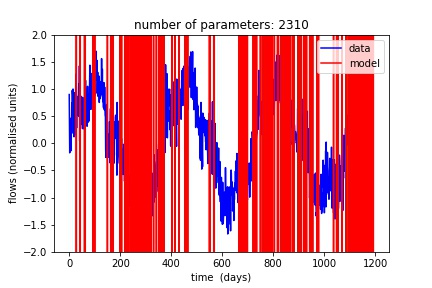 number of parameters: 2310
data
model
2.0
1.5
1.0
0.5
0.0
−0.5
−1.0
−1.5
−2.0
flows (normalised units)
0 200 400 600 800 1000 1200
time (days)